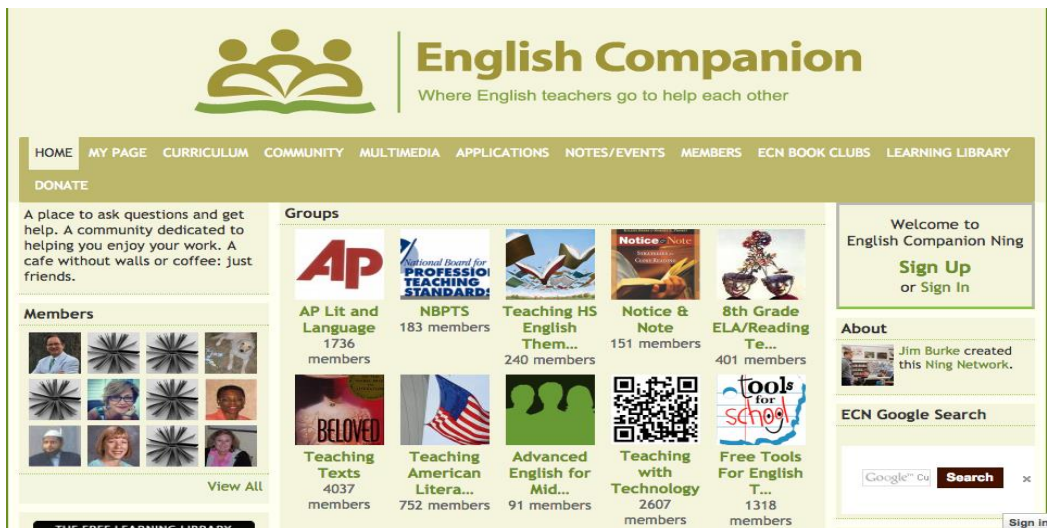 English Companion
Where English teachers go to help each other
HOME MY PAGE CURRICULUM COMMUNITY MULTIMEDIA APPLICATIONS NOTES/EVENTS MEMBERS ECN BOOK CLUBS LEARNING LIBRARY
DONATE
A place to ask questions and get
help. A community dedicated to
helping you enjoy your work. A
cafe without walls or coffee: just
friends.
Members
View All
THE FREE LEARNING LIBRARY
Groups
AP
AP Lit and
Language
1736
members
National Board for
PROFESSIO
TEACHING
STANDARDS
NBPTS
183 members
Teaching HS
English
Them...
240 members
Notice & Note
Notice &
Note
151 members
8th Grade
ELA/Reading
Te...
401 members
BELOVED
Teaching
Texts
4037
members
Teaching
American
Litera...
752 members
Advanced
English for
Mid...
91 members
Teaching
with
Technology
2607
members
tools
for
school
Free Tools
For English
T...
1318
members
Welcome to
English Companion Ning
Sign Up
or Sign In
About
Jim Burke created
this Ning Network.
ECN Google Search
Google™ Cu Search ×
Sign in